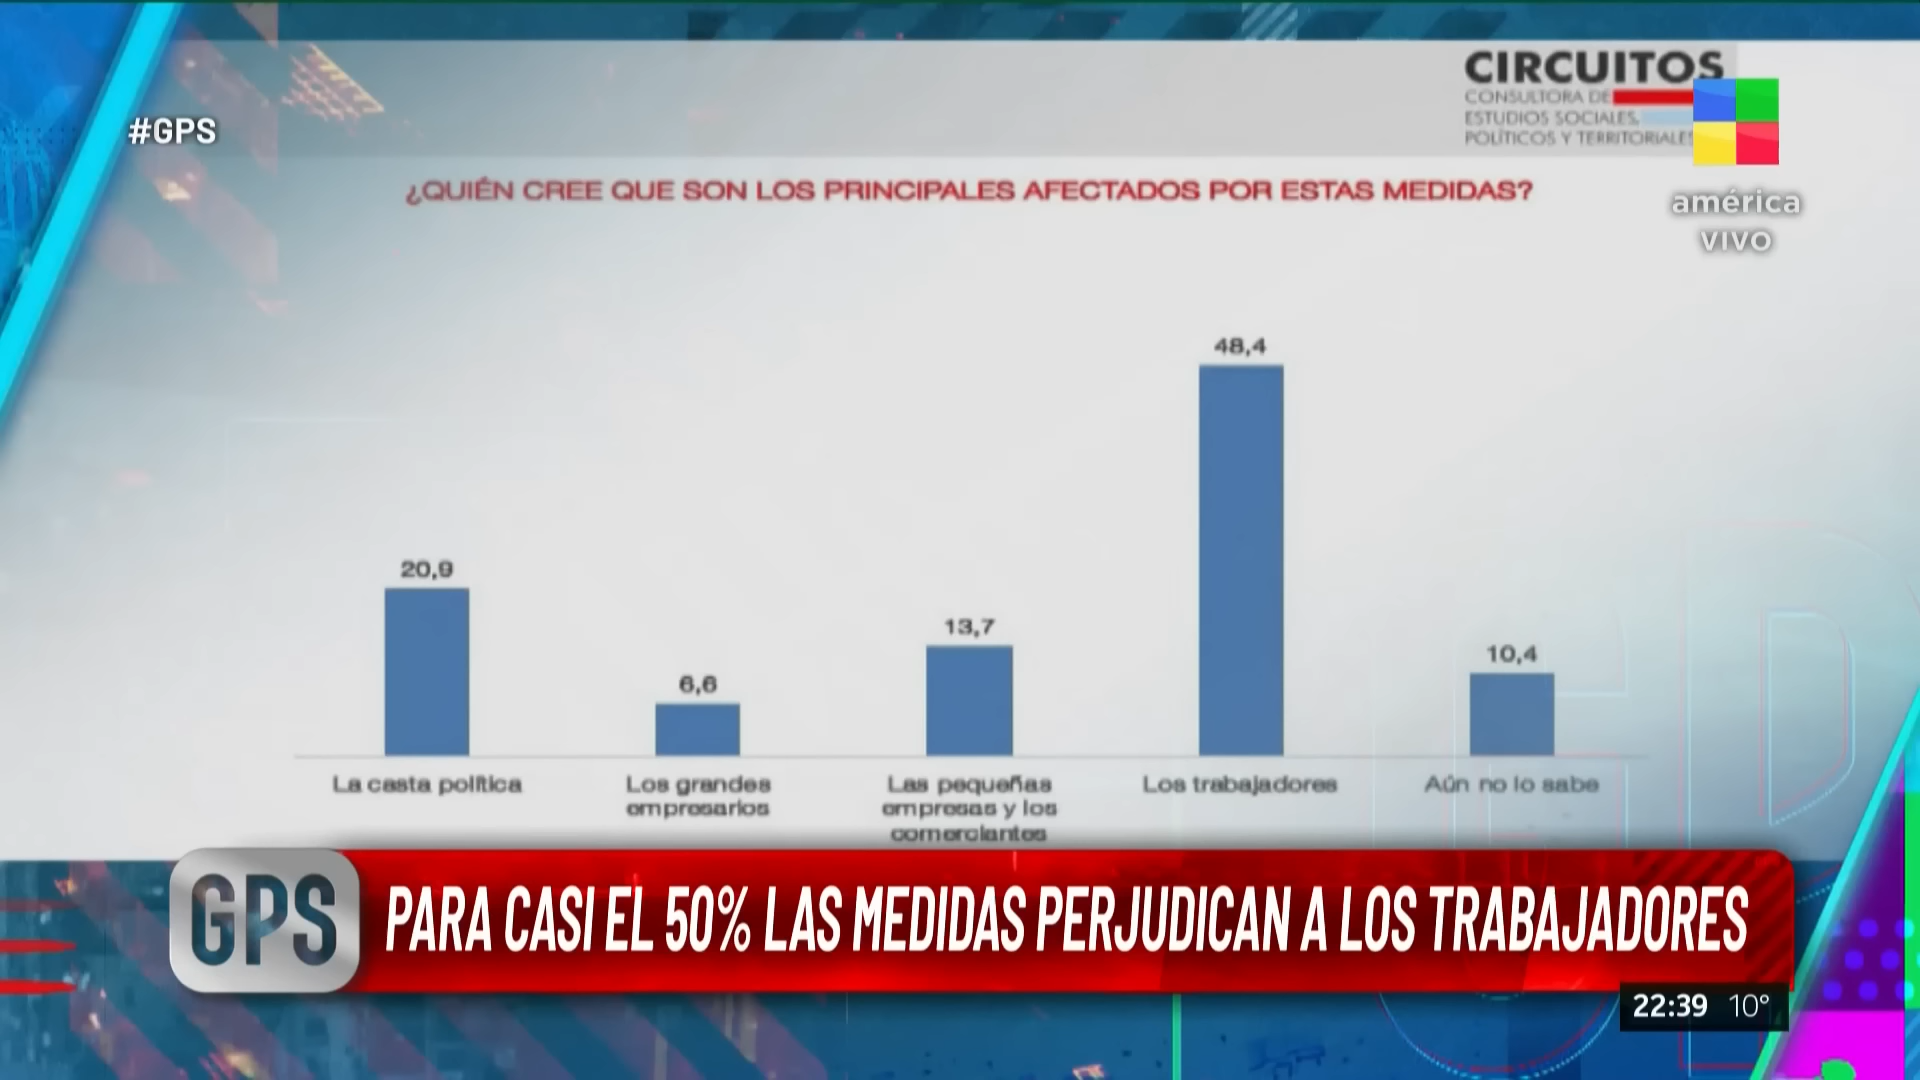 CIRCUITOS
CONSULTORA DE
ESTUDIOS SOCIALES,
POLÍTICOS Y TERRITORIALES
#GPS
¿QUIÉN CREE QUE SON LOS PRINCIPALES AFECTADOS POR ESTAS MEDIDAS?
américa
VIVO
48,4
20,9
13,7
10,4
6,6
La casta política
Los grandes
empresarios
Las pequeñas
empresas y los
comerciantes
Los trabajadores
Aún no lo sabe
GPS
PARA CASI EL 50% LAS MEDIDAS PERJUDICAN A LOS TRABAJADORES
22:39 10°